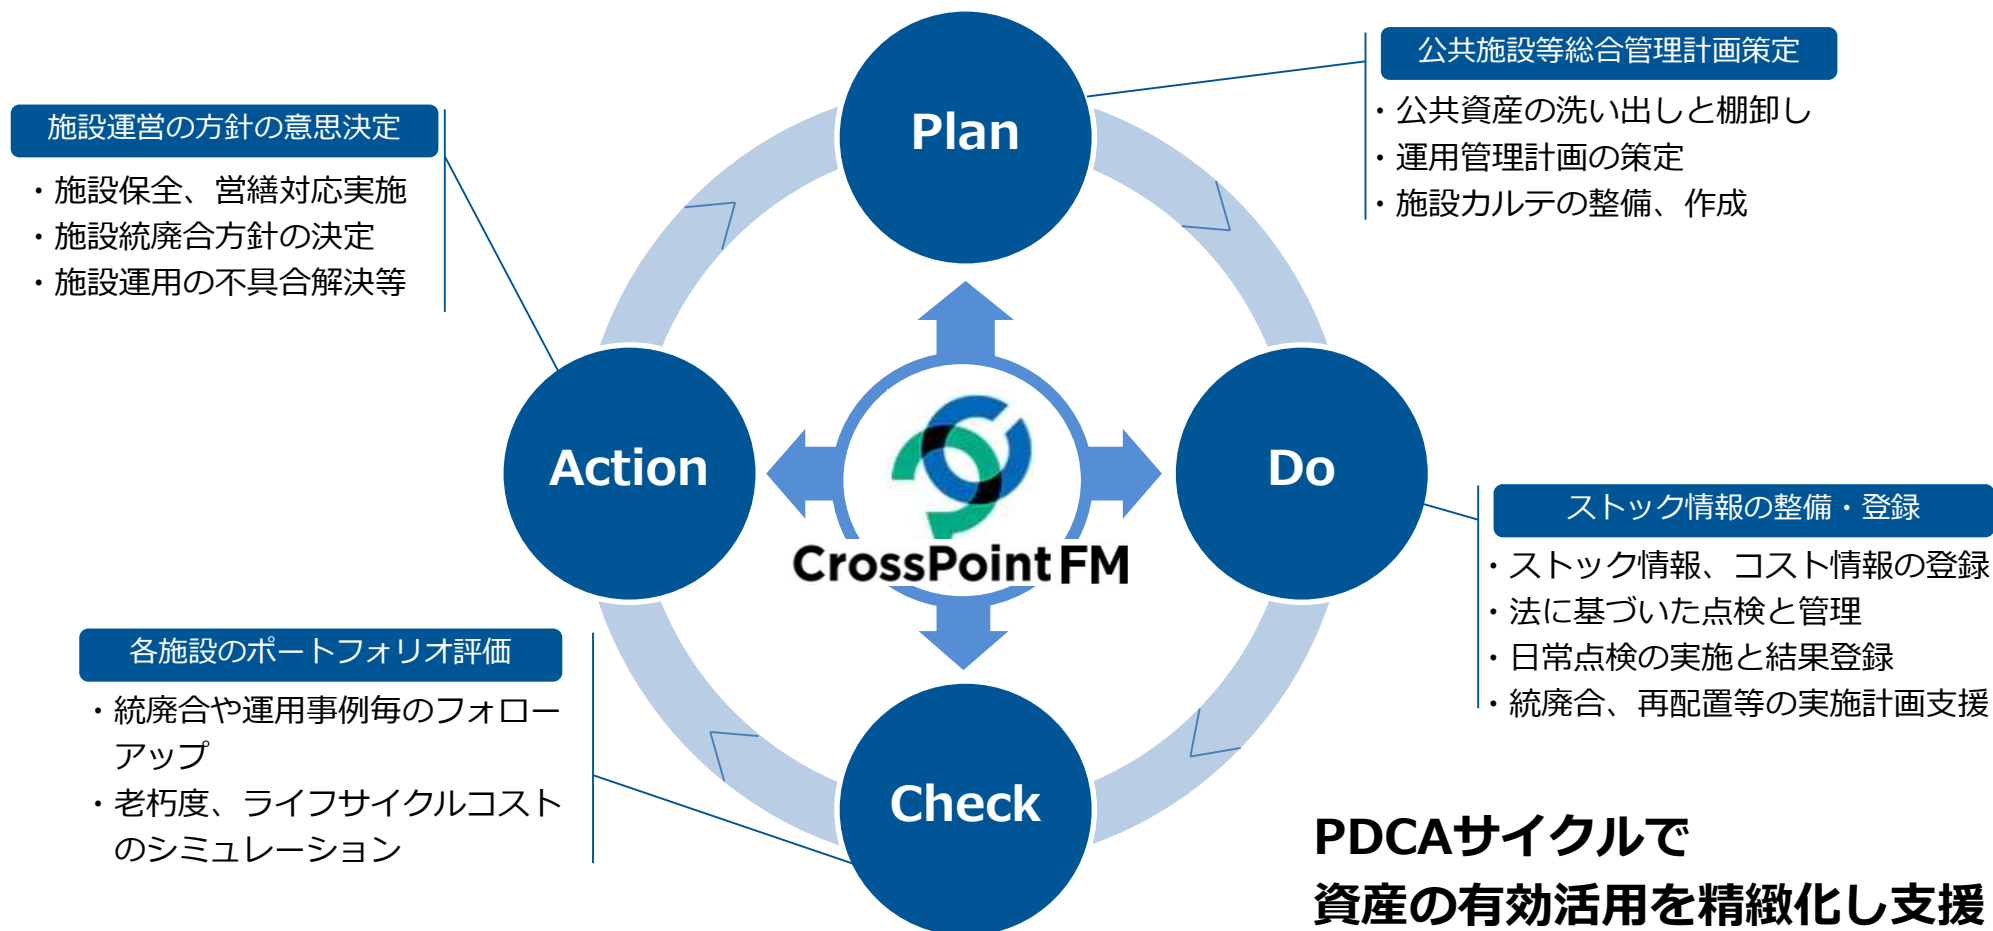 Plan
公共施設等総合管理計画策定
・公共資産の洗い出しと棚卸し
・運用管理計画の策定
・施設カルテの整備、作成
施設運営の方針の意思決定
・施設保全、営繕対応実施
・施設統廃合方針の決定
・施設運用の不具合解決等
Action
CrossPoint FM
Do
ストック情報の整備・登録
・ストック情報、コスト情報の登録
・法に基づいた点検と管理
・日常点検の実施と結果登録
・統廃合、再配置等の実施計画支援
各施設のポートフォリオ評価
・統廃合や運用事例毎のフォロー
アップ
・老朽度、ライフサイクルコスト
のシミュレーション
Check
PDCAサイクルで
資産の有効活用を精緻化し支援